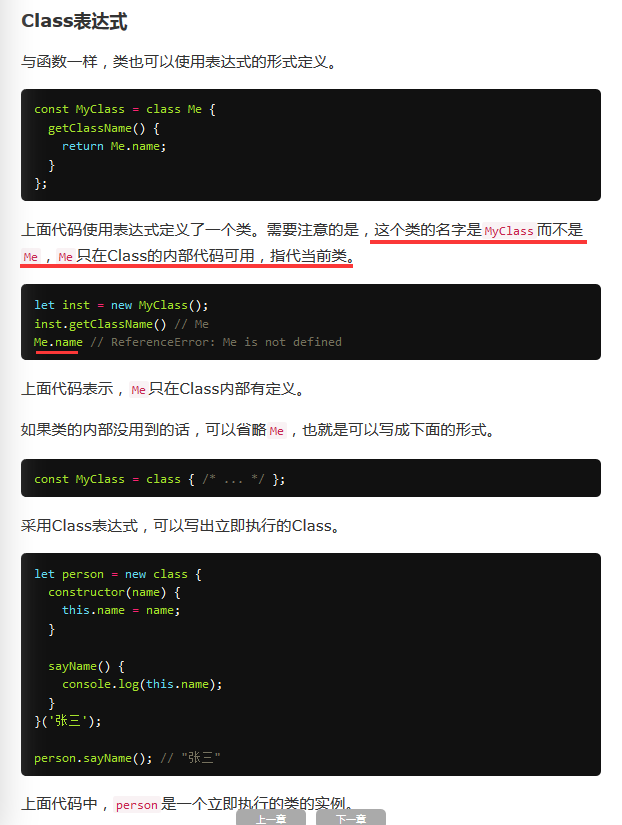 Class表达式
与函数一样，类也可以使用表达式的形式定义。
const MyClass = class Me {
  getClassName() {
    return Me.name;
  }
};
上面代码使用表达式定义了一个类。需要注意的是，这个类的名字是MyClass而不是
Me，Me只在Class的内部代码可用，指代当前类。
let inst = new MyClass();
inst.getClassName() // Me
Me.name // ReferenceError: Me is not defined
上面代码表示，Me只在Class内部有定义。
如果类的内部没用到的话，可以省略Me，也就是可以写成下面的形式。
const MyClass = class { /* ... */ };
采用Class表达式，可以写出立即执行的Class。
let person = new class {
  constructor(name) {
    this.name = name;
  }
  sayName() {
    console.log(this.name);
  }
}('张三');
person.sayName(); // "张三"
上面代码中，person是一个立即执行的类的实例。
上一章 下一章